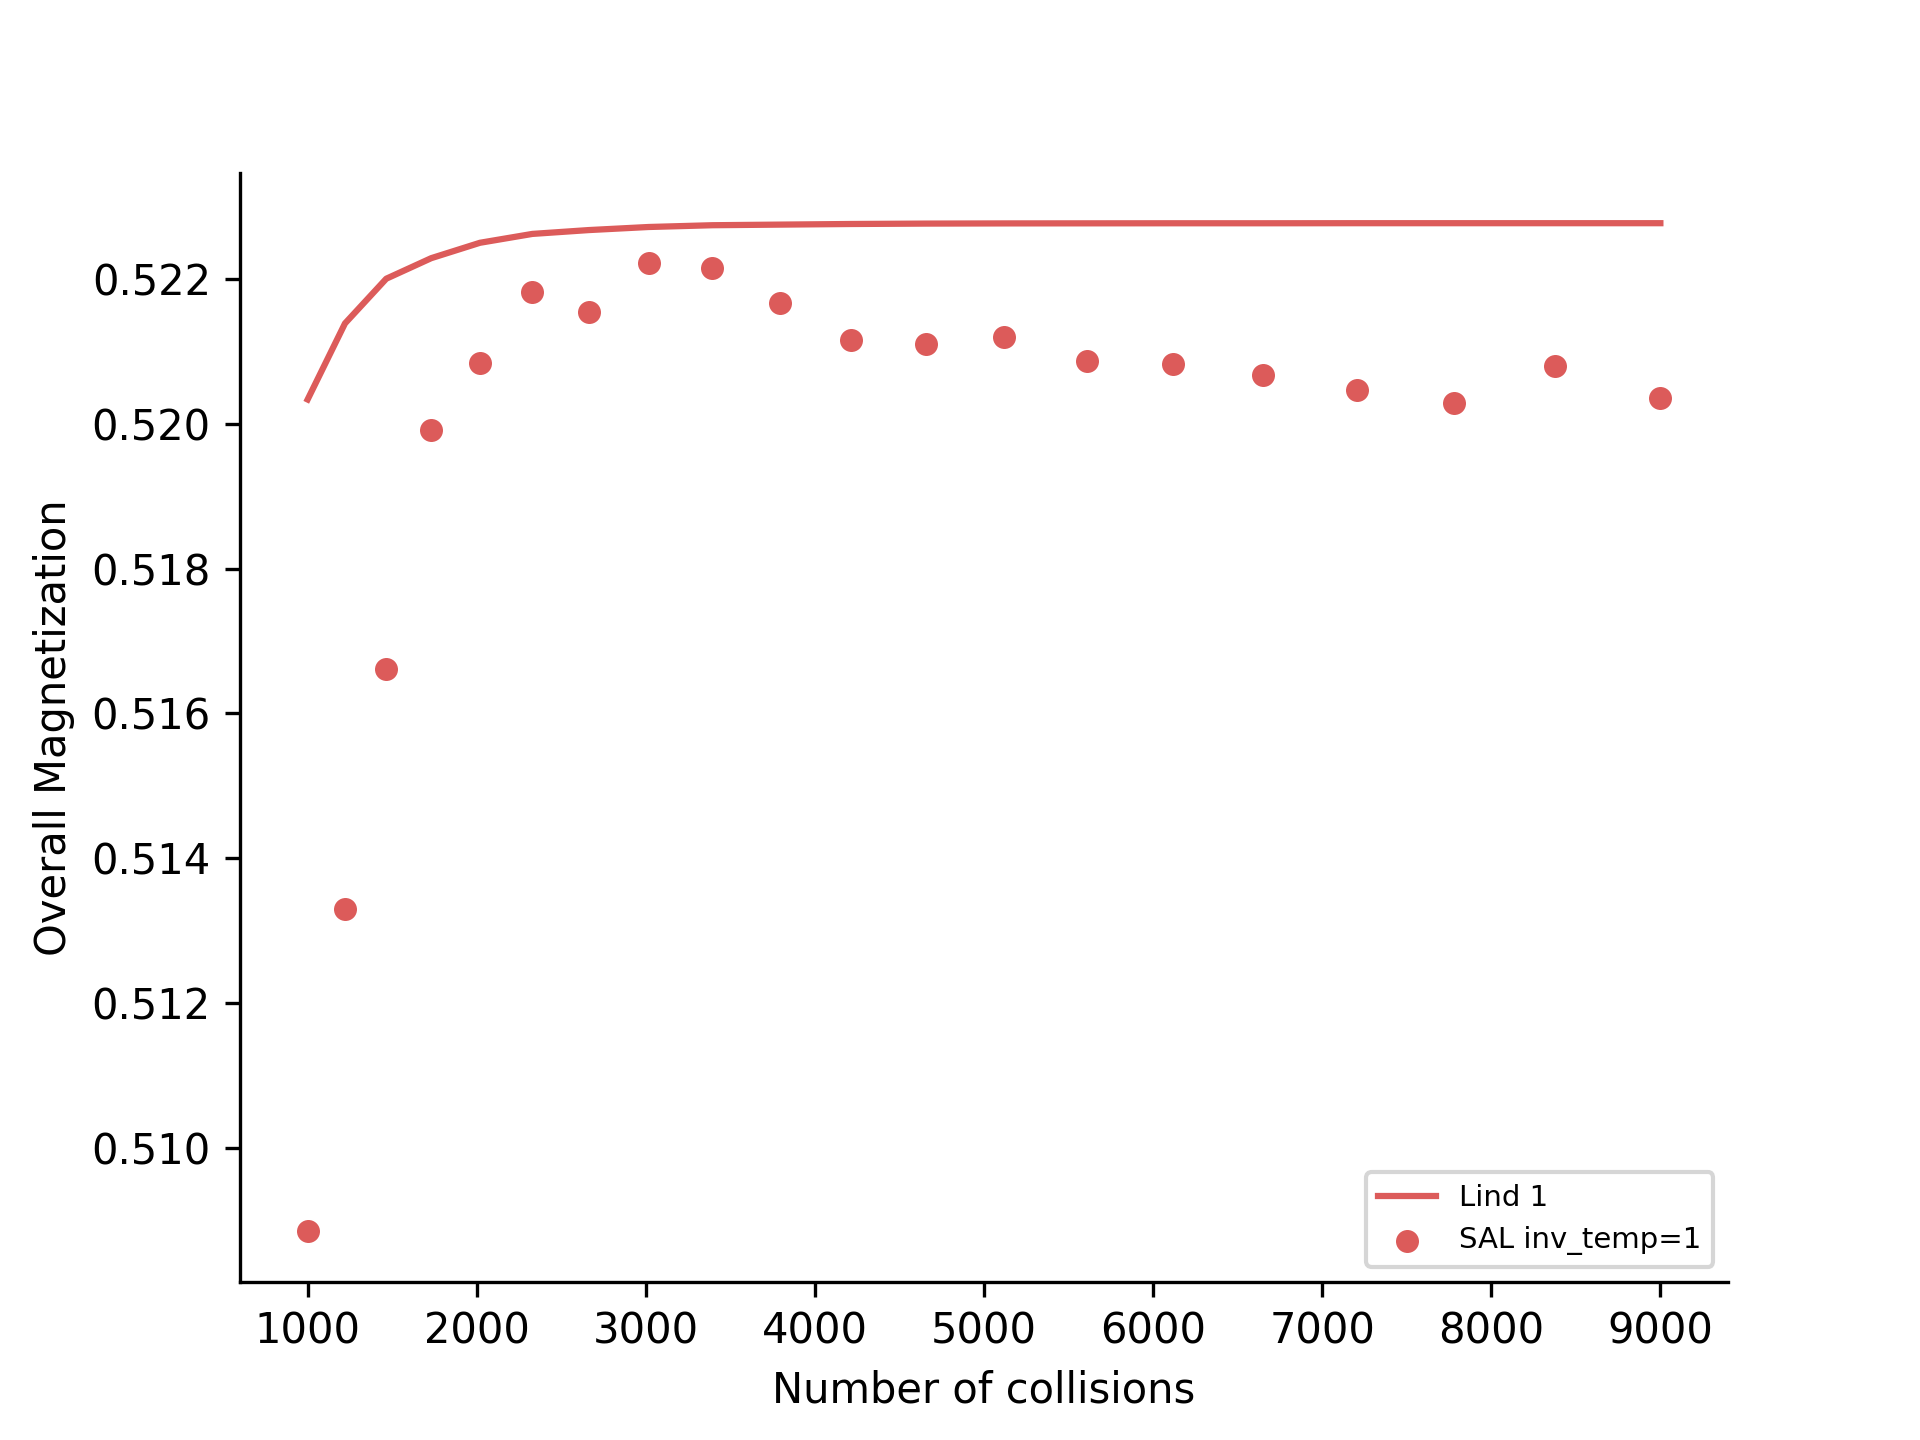 0.522
0.520
0.518
0.516
0.514
0.512
0.510
Overall Magnetization
Lind 1
SAL inv_temp=1
1000 2000 3000 4000 5000 6000 7000 8000 9000
Number of collisions